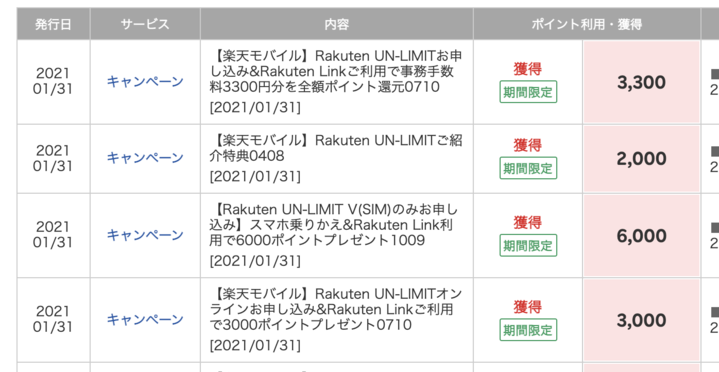 発行日 サービス 内容 ポイント利用・獲得
2021
01/31
キャンペーン
【楽天モバイル】Rakuten UN-LIMITお申
し込み&Rakuten Linkご利用で事務手数
料3300円分を全額ポイント還元0710
[2021/01/31]
獲得
期間限定
3,300
2021
01/31
キャンペーン
【楽天モバイル】Rakuten UN-LIMITご紹
介特典0408
[2021/01/31]
獲得
期間限定
2,000
2021
01/31
キャンペーン
【Rakuten UN-LIMIT V(SIM)のみお申し
込み】スマホ乗りかえ&Rakuten Link利
用で6000ポイントプレゼント1009
[2021/01/31]
獲得
期間限定
6,000
2021
01/31
キャンペーン
【楽天モバイル】Rakuten UN-LIMITオン
ラインお申し込み&Rakuten Linkご利用
で3000ポイントプレゼント0710
[2021/01/31]
獲得
期間限定
3,000